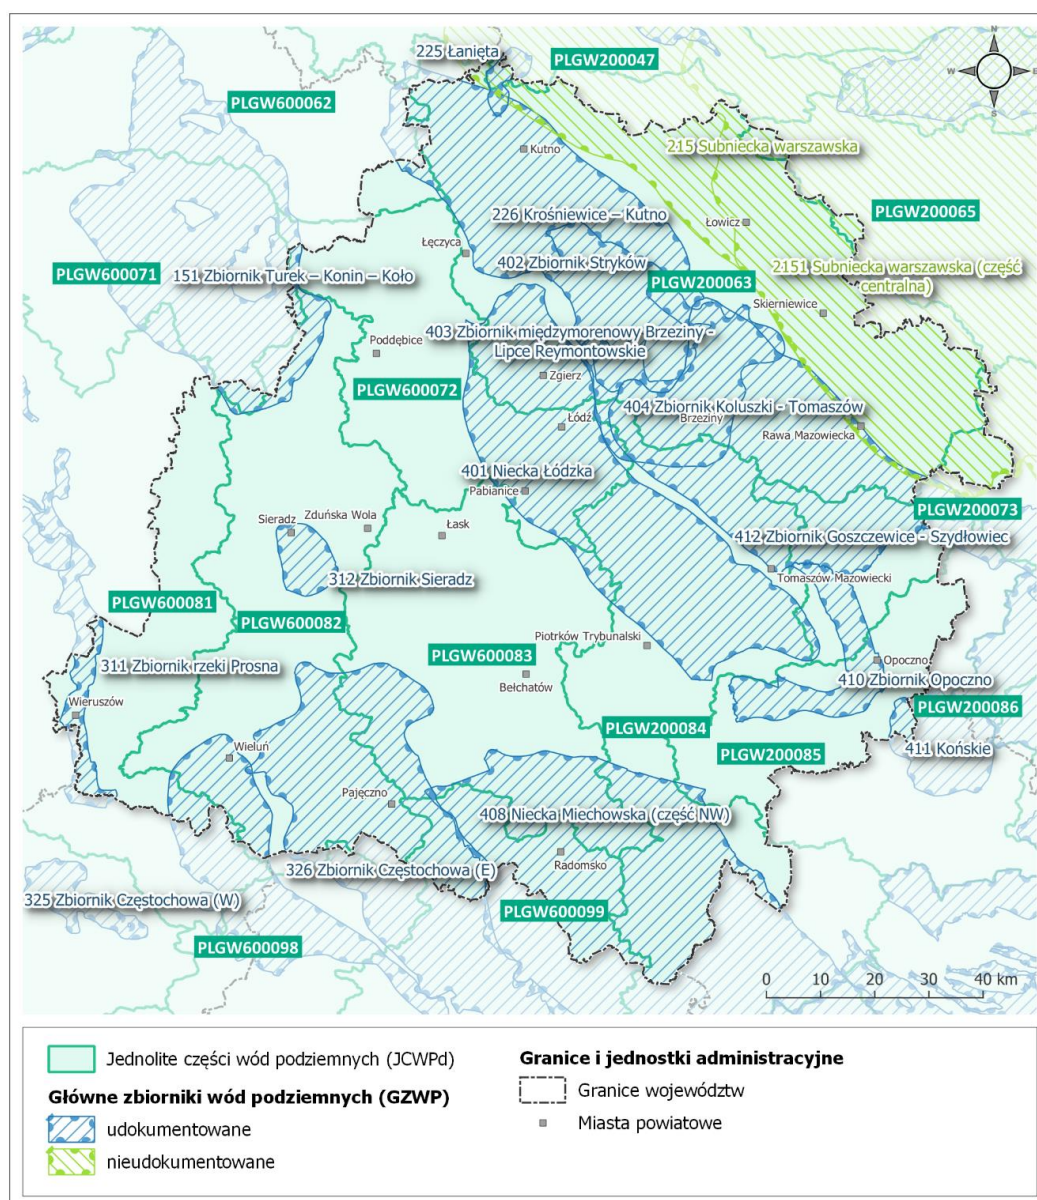 225 Łanięta
PLGW200047
N
W
E
S
PLGW600062
Kutno
215 Subniecka warszawska
226 Krośniewice – Kutno
Łowicz
PLGW200065
Łęczyca
402 Zbiornik Stryków
PLGW600071
151 Zbiornik Turek – Konin – Koło
PLGW200063
2151 Subniecka warszawska (część
centralna)
Skierniewice
403 Zbiornik międzymorenowy Brzeziny -
Lipce Reymontowskie
Poddębice
Zgierz
PLGW600072
404 Zbiornik Koluszki - Tomaszów
Brzeziny
Łódź
Rawa Mazowiecka
401 Niecka Łódzka
Pabianice
Sieradz
Zduńska Wola
Łask
PLGW200073
412 Zbiornik Goszczewice - Szydłowiec
312 Zbiornik Sieradz
Tomaszów Mazowiecki
PLGW600081
PLGW600082
Piotrków Trybunalski
PLGW600083
311 Zbiornik rzeki Prosna
Bełchatów
Opoczno
410 Zbiornik Opoczno
Wieruszów
PLGW200086
PLGW200084
411 Końskie
PLGW200085
Wieluń
Pajęczno
408 Niecka Miechowska (część NW)
Radomsko
326 Zbiornik Częstochowa (E)
325 Zbiornik Częstochowa (W)
PLGW600099
PLGW600098
0 10 20 30 40 km
Jednolite części wód podziemnych (JCWPd)
Główne zbiorniki wód podziemnych (GZWP)
udokumentowane
nieudokumentowane
Granice i jednostki administracyjne
Granice województw
Miasta powiatowe